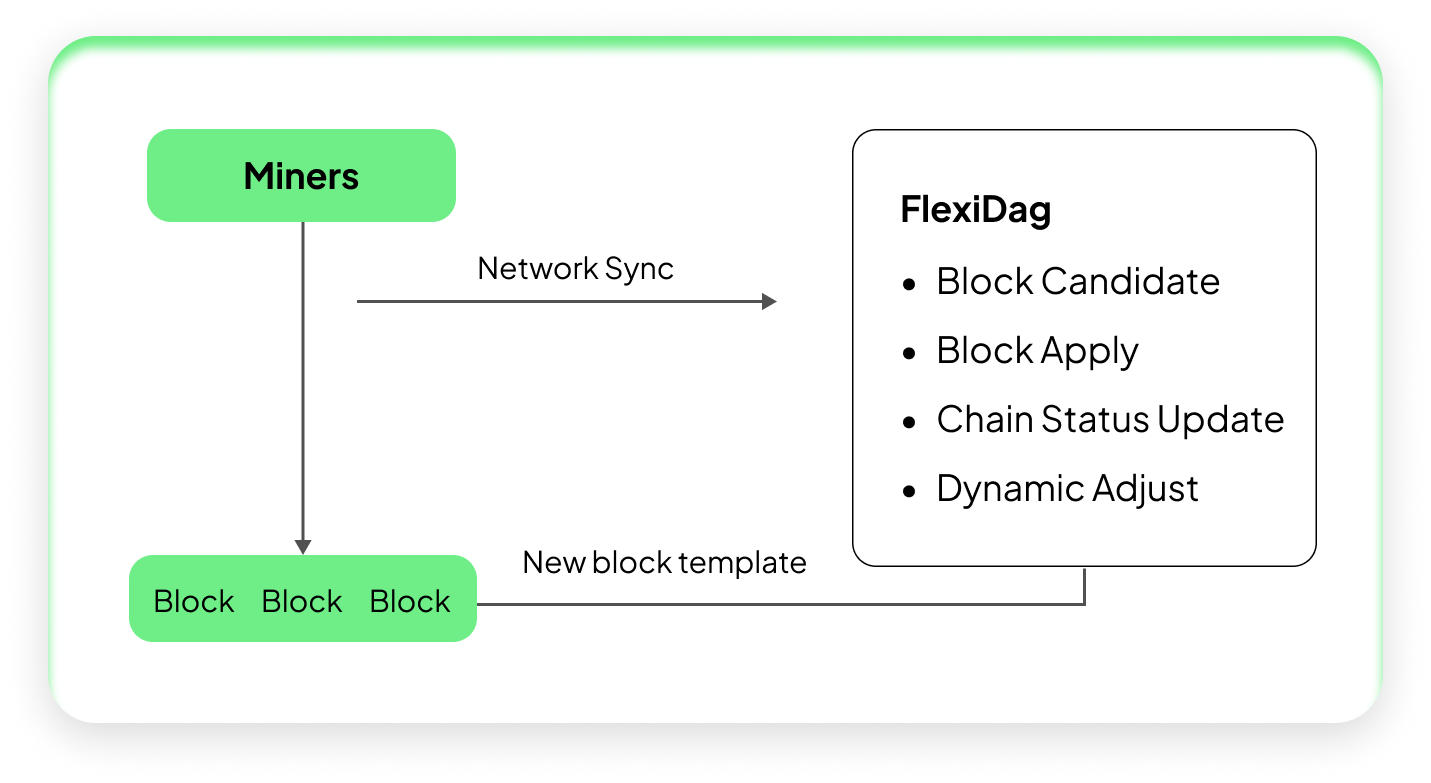 Miners
Network Sync
FlexiDag
• Block Candidate
• Block Apply
• Chain Status Update
• Dynamic Adjust
New block template
Block Block Block